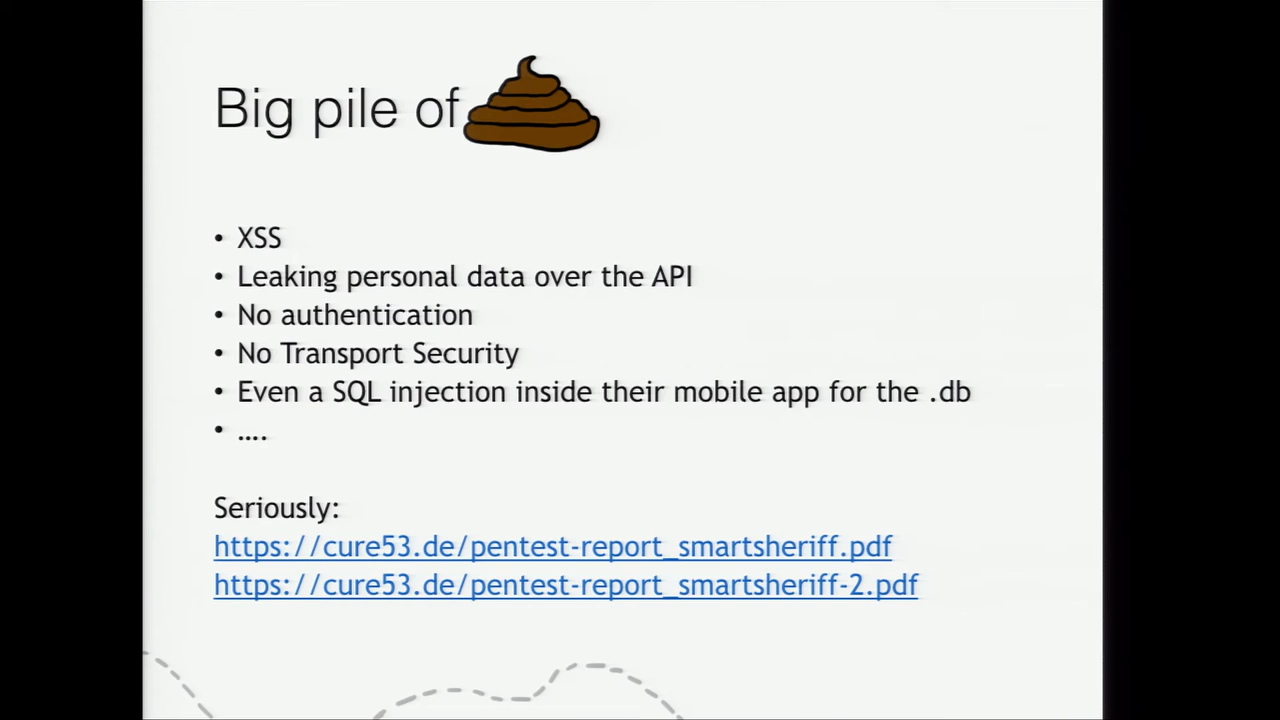 Big pile of
• XSS
• Leaking personal data over the API
• No authentication
• No Transport Security
• Even a SQL injection inside their mobile app for the .db
• ....
Seriously:
https://cure53.de/pentest-report_smartsheriff.pdf
https://cure53.de/pentest-report_smartsheriff-2.pdf